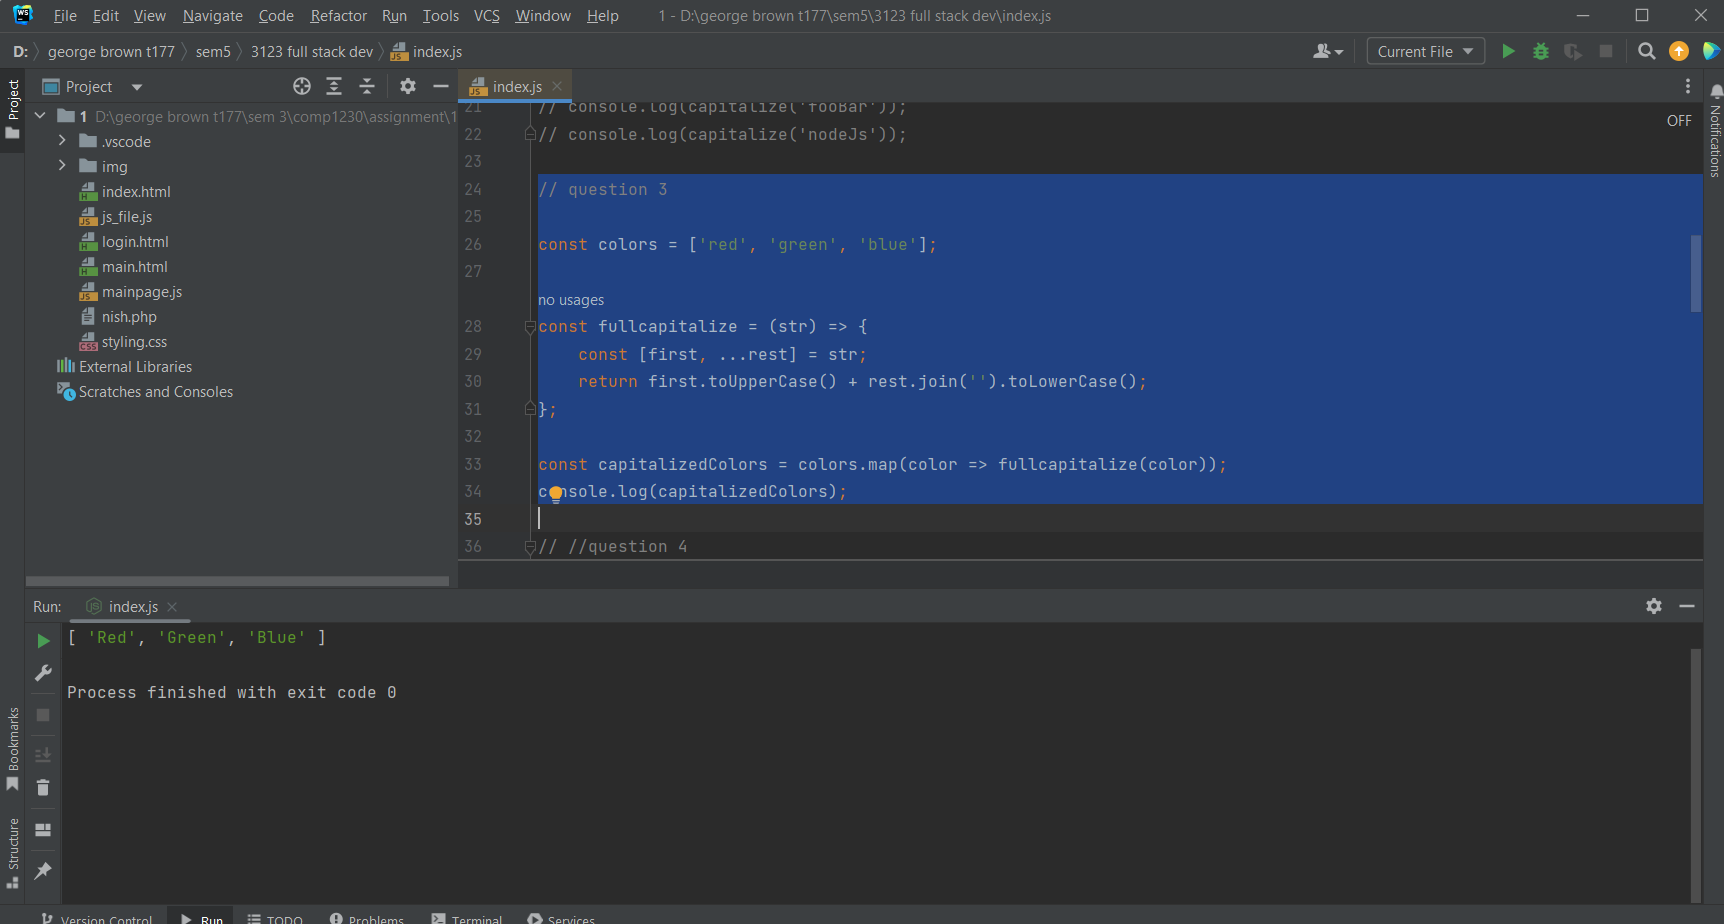 WS File Edit View Navigate Code Refactor Run Tools VCS Window Help 1 - D:\george brown t177\sem5\3123 full stack dev\index.js
D: george brown t177 sem5 3123 full stack dev index.js Current File
Project
Project
index.js
1 D:\george brown t177\sem 3\comp1230\assignment\1
.vscode
img
index.html
js_file.js
login.html
main.html
mainpage.js
nish.php
styling.css
External Libraries
Scratches and Consoles
OFF
Notifications
21 // console.log(capitalize('fooBar'));
22 // console.log(capitalize('nodeJs'));
23
24 // question 3
25
26 const colors = ['red', 'green', 'blue'];
27
no usages
28 const fullcapitalize = (str) => {
29 const [first, ...rest] = str;
30 return first.toUpperCase() + rest.join('').toLowerCase();
31 };
32
33 const capitalizedColors = colors.map(color => fullcapitalize(color));
34 console.log(capitalizedColors);
35
36 // //question 4
Run: index.js
[ 'Red', 'Green', 'Blue' ]
Process finished with exit code 0
Bookmarks
Structure
Version Control Run TODO Problems Terminal Services